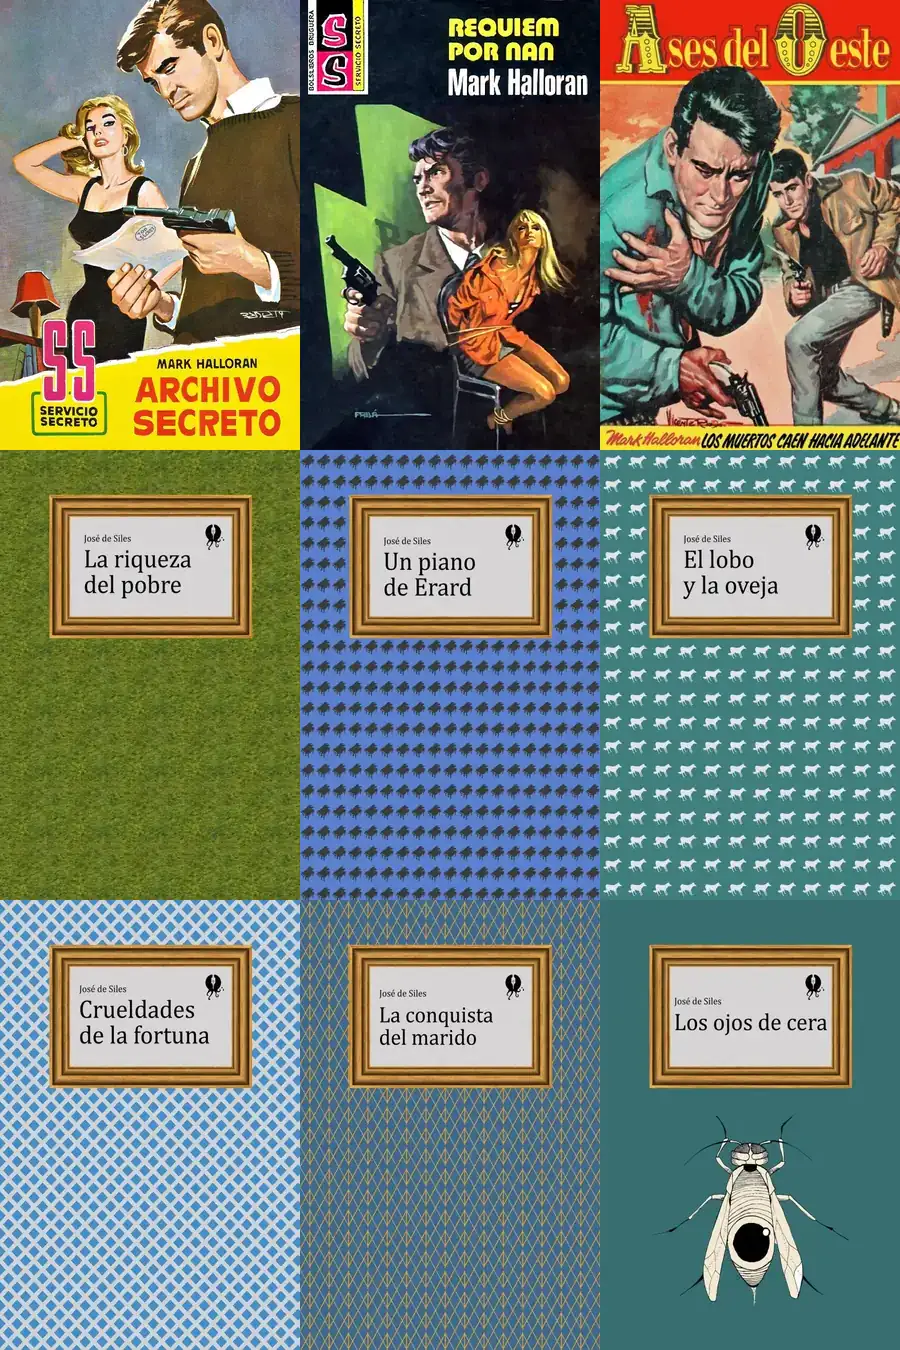 SS
SERVICIO
SECRETO
MARK HALLORAN
ARCHIVO
SECRETO
BOLSILIBROS BRUGUERA
SS
SERVICIO SECRETO
REQUIEM
POR NAN
Mark Halloran
PRIETO
Ases del Oeste
Mark Halloran LOS MUERTOS CAEN HACIA ADELANTE
José de Siles
La riqueza
del pobre
José de Siles
Un piano
de Erard
José de Siles
El lobo
y la oveja
José de Siles
Crueldades
de la fortuna
José de Siles
La conquista
del marido
José de Siles
Los ojos de cera